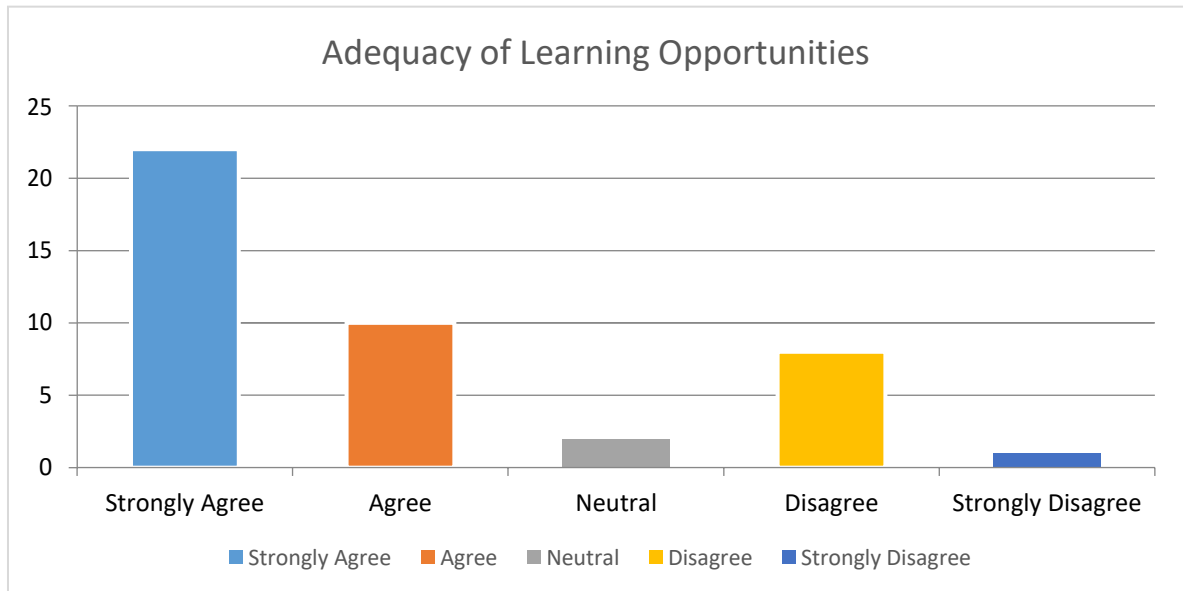 Adequacy of Learning Opportunities
25
20
15
10
5
0
Strongly Agree Agree Neutral Disagree Strongly Disagree
Strongly Agree Agree Neutral Disagree Strongly Disagree